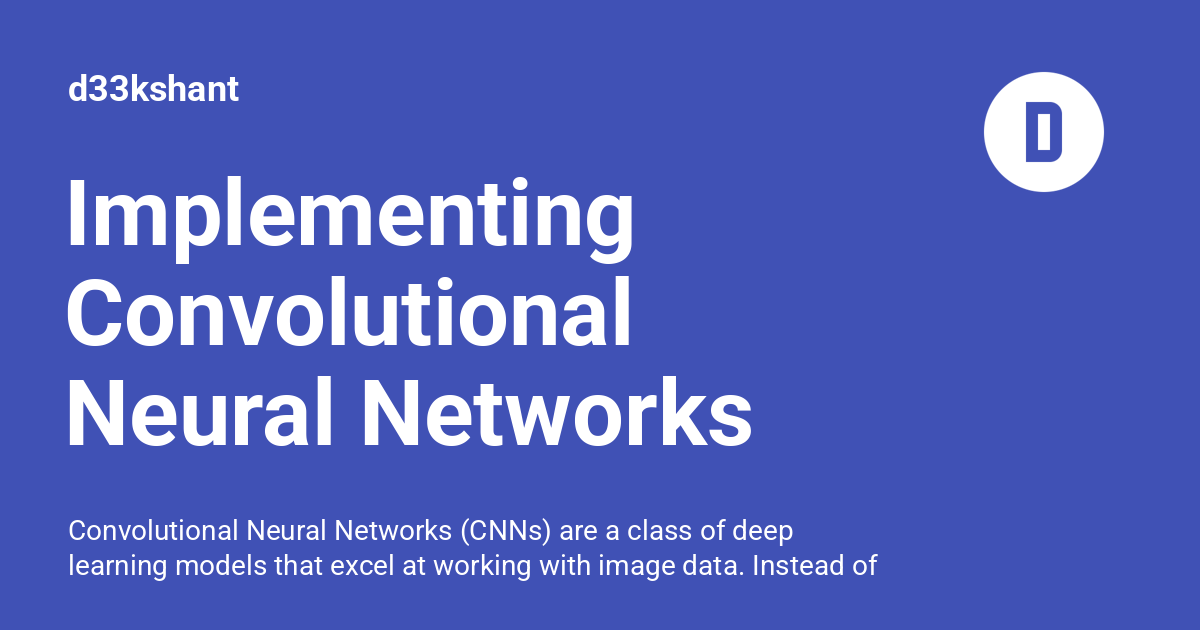 d33kshant
D
Implementing
Convolutional
Neural Networks
Convolutional Neural Networks (CNNs) are a class of deep
learning models that excel at working with image data. Instead of